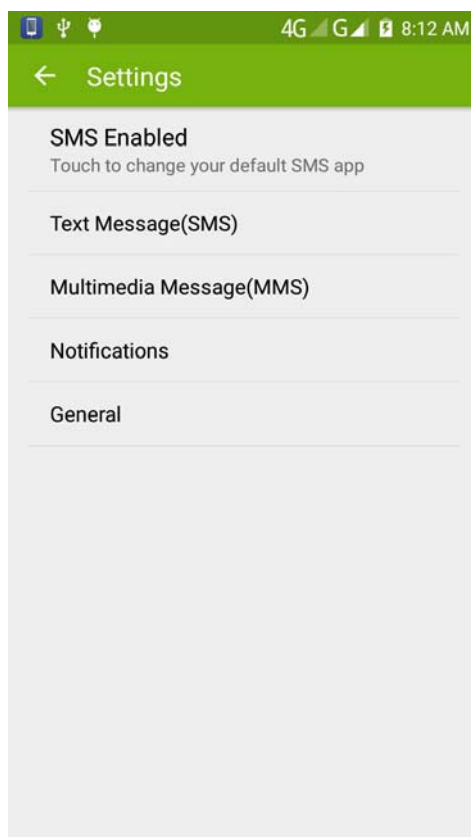 4G G 8:12 AM
Settings
SMS Enabled
Touch to change your default SMS app
Text Message(SMS)
Multimedia Message(MMS)
Notifications
General